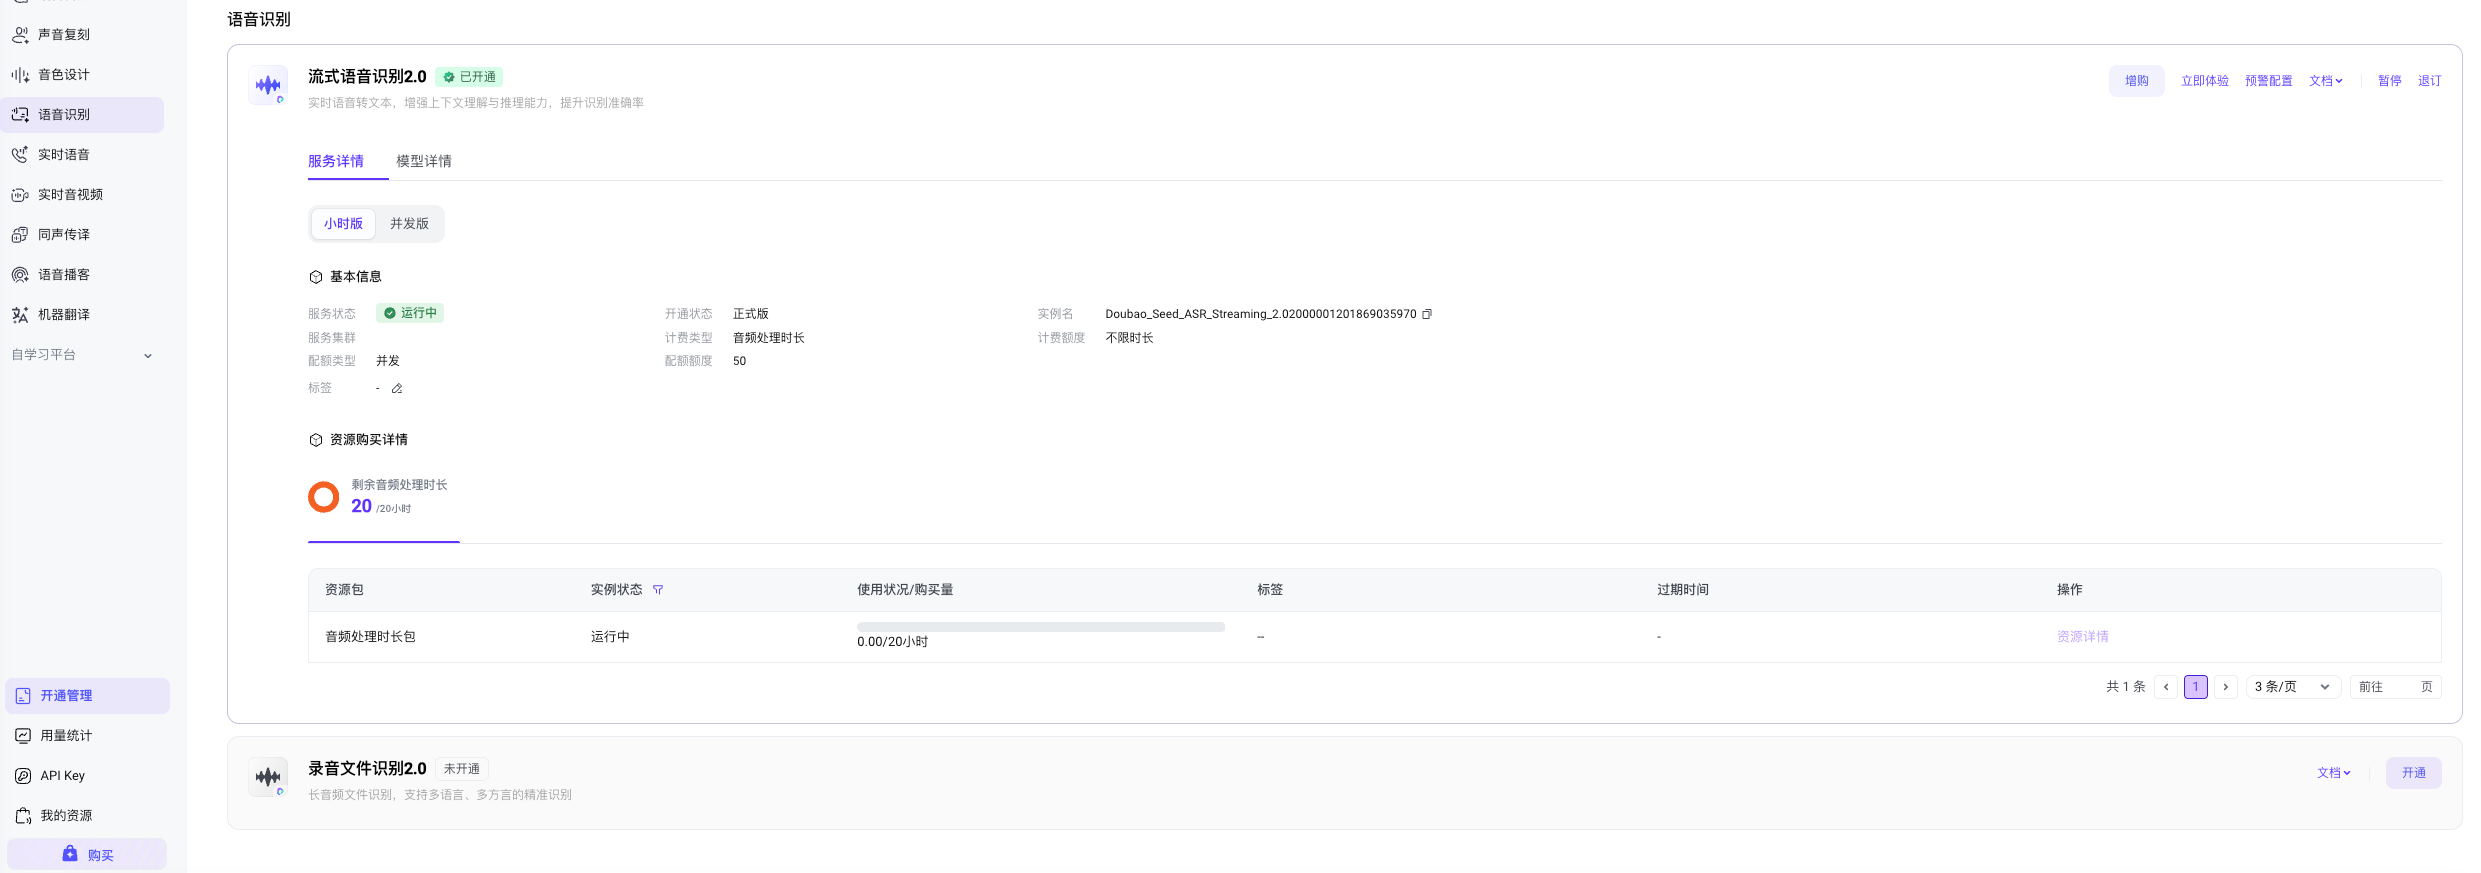 声音复刻
音色设计
语音识别
实时语音
实时音视频
同声传译
语音播客
机器翻译
自学习平台
开通管理
用量统计
API Key
我的资源
购买
语音识别
流式语音识别2.0 已开通
实时语音转文本，增强上下文理解与推理能力，提升识别准确率
增购 立即体验 预警配置 文档 暂停 退订
服务详情 模型详情
小时版 并发版
基本信息
服务状态 运行中 开通状态 正式版 实例名 Doubao_Seed_ASR_Streaming_2.02000001201869035970
服务集群 计费类型 音频处理时长 计费额度 不限时长
配额类型 并发 配额额度 50
标签 -
资源购买详情
剩余音频处理时长
20 /20小时
资源包 实例状态 使用状况/购买量 标签 过期时间 操作
音频处理时长包 运行中 0.00/20小时 -- - 资源详情
共 1 条 1 3 条/页 前往 页
录音文件识别2.0 未开通
长音频文件识别，支持多语言、多方言的精准识别
文档 开通